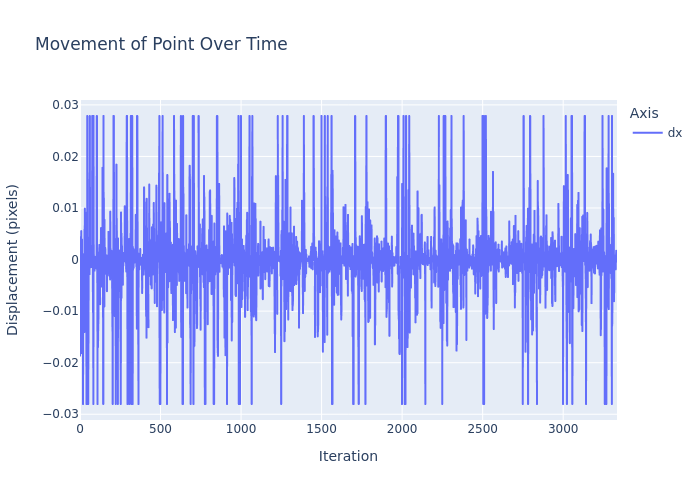 Movement of Point Over Time
Axis
dx
Displacement (pixels)
0.03
0.02
0.01
0
−0.01
−0.02
−0.03
0
500
1000
1500
2000
2500
3000
Iteration